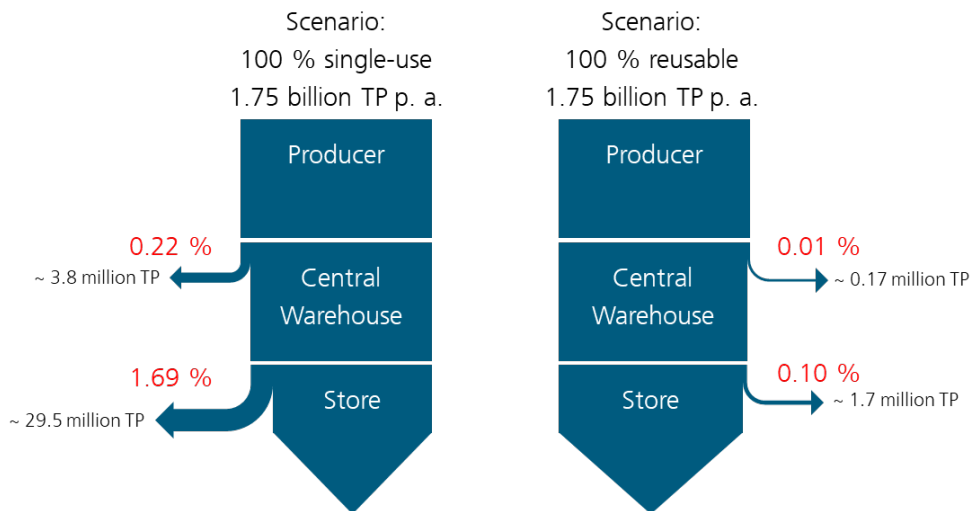 Scenario:
100 % single-use
1.75 billion TP p. a.
Producer
0.22 %
~ 3.8 million TP
Central
Warehouse
1.69 %
~ 29.5 million TP
Store
Scenario:
100 % reusable
1.75 billion TP p. a.
Producer
0.01 %
~ 0.17 million TP
Central
Warehouse
0.10 %
~ 1.7 million TP
Store